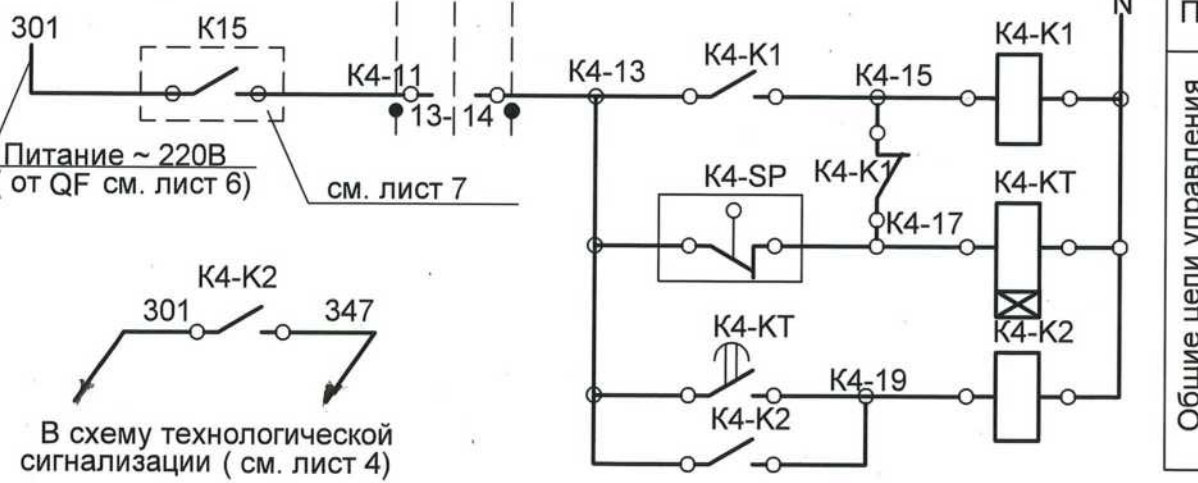 301
K15
K4-11
13-14
K4-13
K4-K1
K4-15
K4-K1
N
Питание ~ 220В
( от QF см. лист 6)
см. лист 7
K4-SP
K4-K1
K4-17
K4-KT
K4-K2
301
347
K4-KT
K4-19
K4-K2
K4-K2
В схему технологической
сигнализации ( см. лист 4)
Общие цепи управления